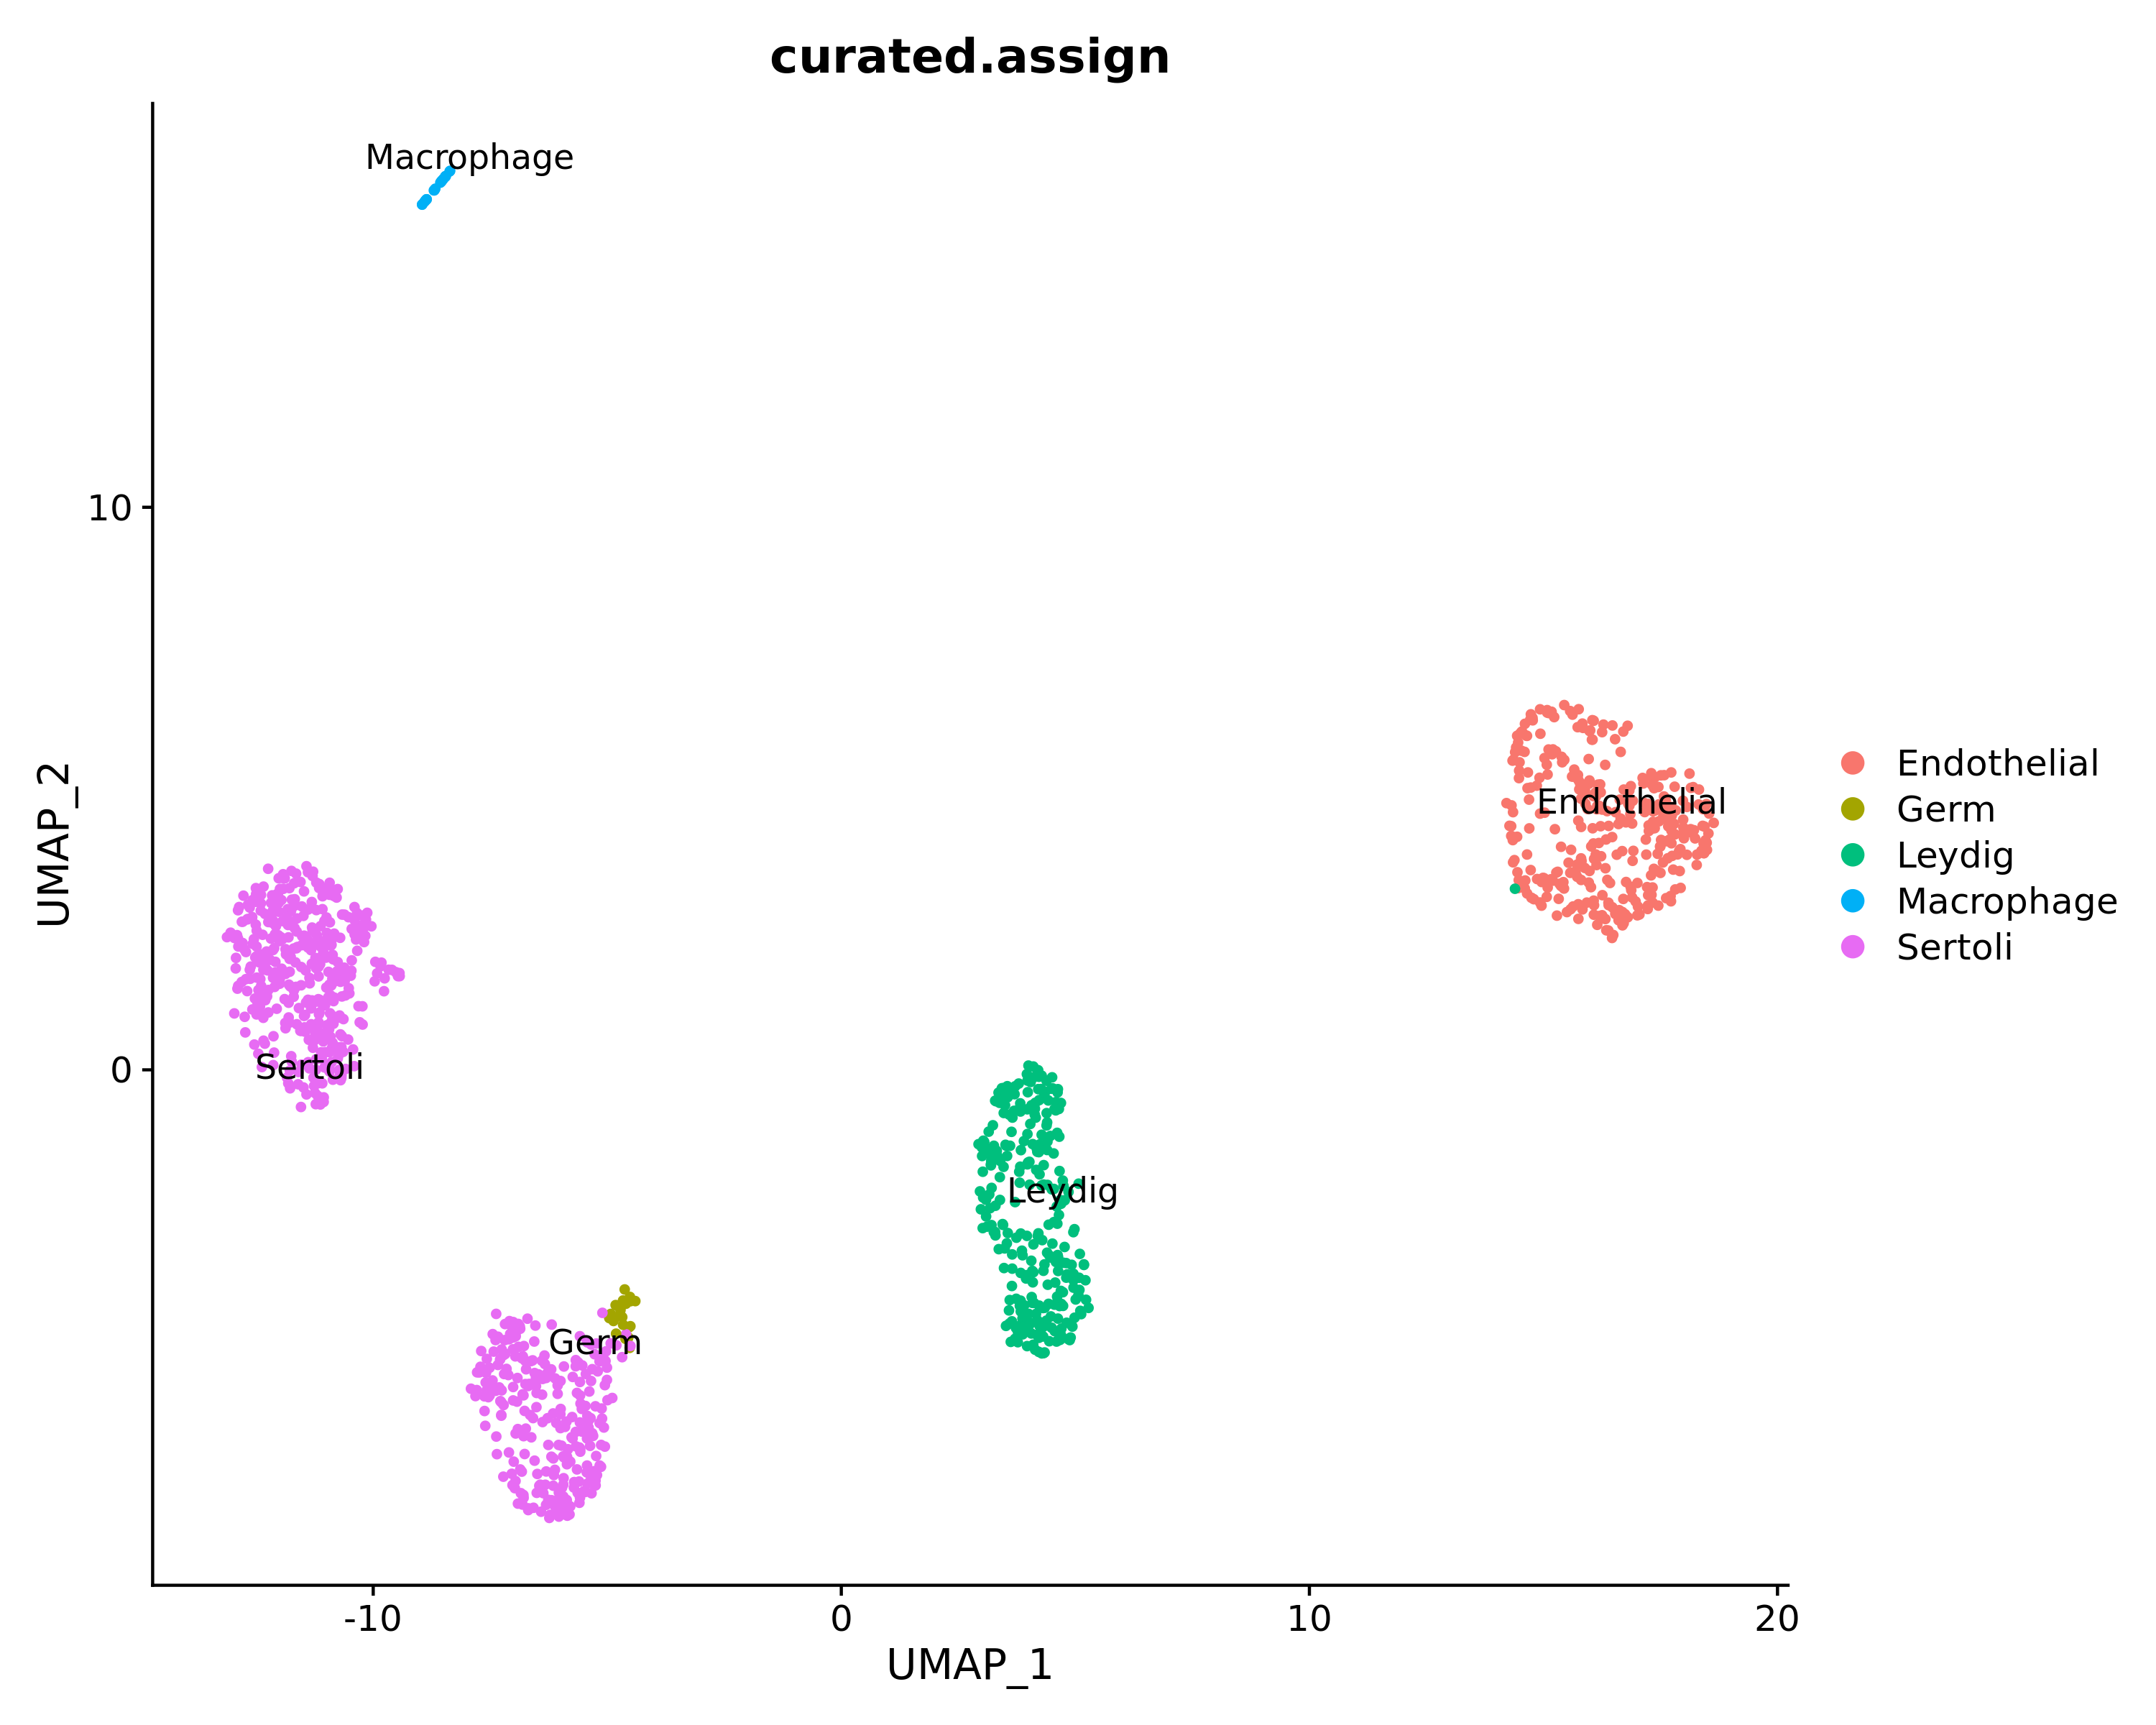 curated.assign
Macrophage
10
UMAP_2
Endothelial
Endothelial
Germ
Leydig
Macrophage
Sertoli
0
Sertoli
Leydig
Germ
-10
0
10
20
UMAP_1